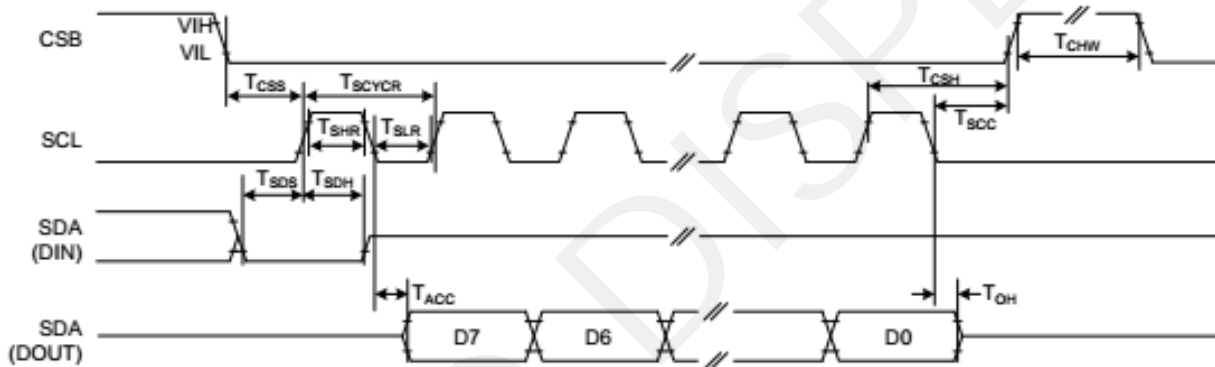 CSB
VIH
VIL
TCHW
TCSS
TSCYCR
TCSH
TSCC
SCL
TSHR
TSLR
TSDS
TSDH
SDA
(DIN)
TACC
TOH
SDA
(DOUT)
D7
D6
D0
DISPL